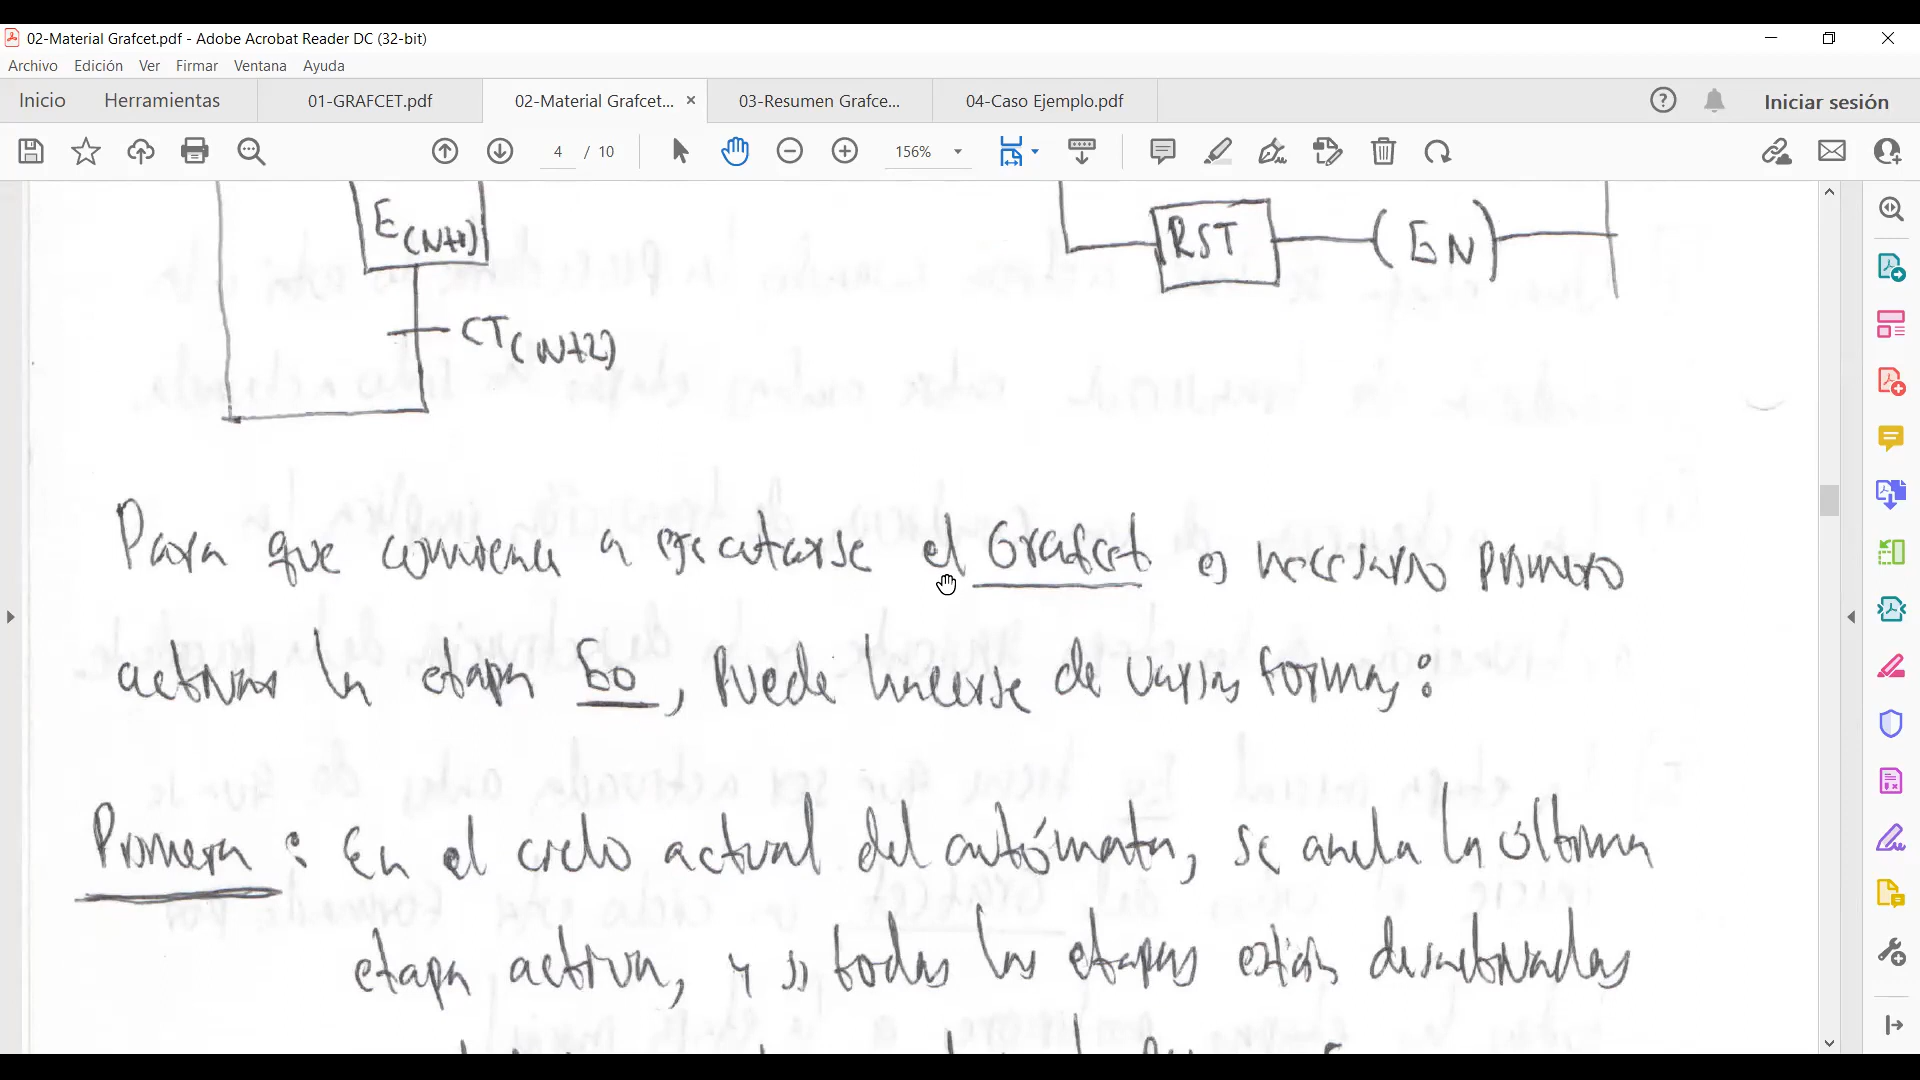 02-Material Grafcet.pdf - Adobe Acrobat Reader DC (32-bit)
Archivo Edición Ver Firmar Ventana Ayuda
Inicio Herramientas 01-GRAFCET.pdf 02-Material Grafcet... × 03-Resumen Grafce... 04-Caso Ejemplo.pdf Iniciar sesión
4 / 10 156%
E(N+1) RST (EN)
CT(N+2)
Para que comience a ejecutarse el Grafcet es necesario primero
activar la etapa E0, puede hacerse de varias formas:
Primera: En el ciclo actual del autómata, se anula la última
etapa activa, y si todas las etapas están desactivadas